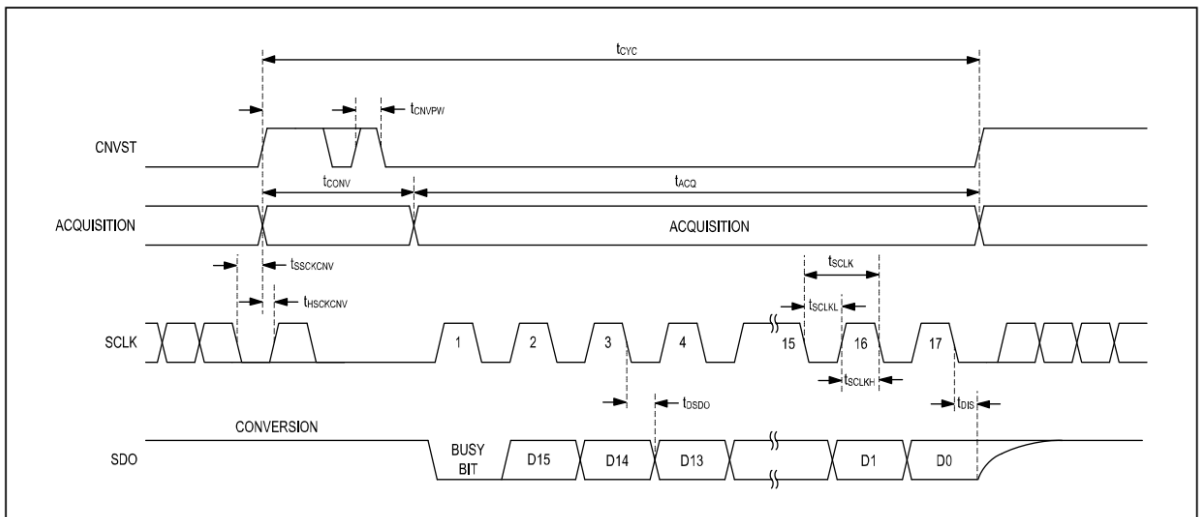 tCYC
tCNVPW
CNVST
tCONV
tACQ
ACQUISITION
ACQUISITION
tSSCKCNV
tSCLK
tHSCKCNV
tSCLKL
SCLK
1 2 3 4 15 16 17
tSCLKH
tDSDO
tDIS
CONVERSION
SDO
BUSY
BIT
D15 D14 D13 D1 D0